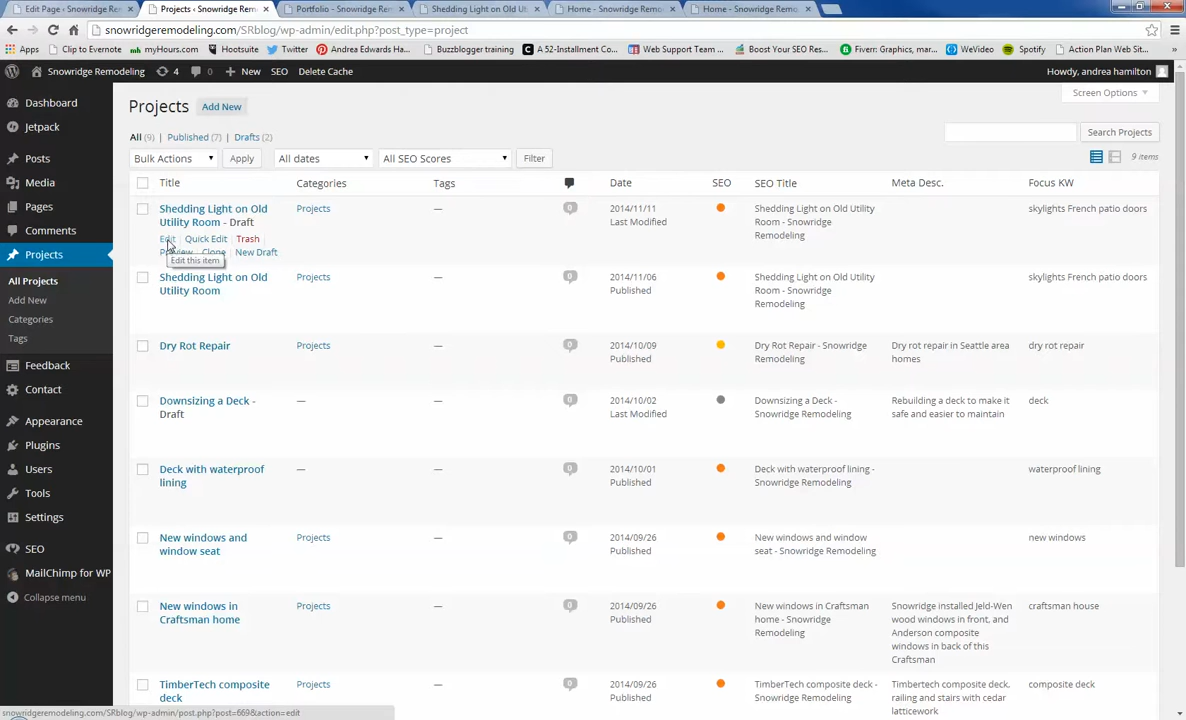 Edit Page ‹ Snowridge Rem
Projects ‹ Snowridge Rem
Portfolio - Snowridge Rem
Shedding Light on Old Ut
Home - Snowridge Remo
Home - Snowridge Remo
snowridgeremodeling.com/SRblog/wp-admin/edit.php?post_type=project
Apps Clip to Evernote myHours.com Hootsuite Twitter Andrea Edwards Ha... Buzzblogger training A 52-Installment Co... Web Support Team ... Boost Your SEO Res... Fiverr: Graphics, mar... WeVideo Spotify Action Plan Web Sit...
Snowridge Remodeling 4 0 New SEO Delete Cache Howdy, andrea hamilton
Screen Options
Dashboard
Jetpack
Posts
Media
Pages
Comments
Projects
All Projects
Add New
Categories
Tags
Feedback
Contact
Appearance
Plugins
Users
Tools
Settings
SEO
MailChimp for WP
Collapse menu
Projects Add New
All (9) | Published (7) | Drafts (2)
Search Projects
Bulk Actions Apply All dates All SEO Scores Filter 9 items
Title Categories Tags Date SEO SEO Title Meta Desc. Focus KW
Shedding Light on Old
Utility Room - Draft
Edit | Quick Edit | Trash |
Preview | Clone | New Draft
Edit this item
Projects
—
0
2014/11/11
Last Modified
Shedding Light on Old Utility
Room - Snowridge
Remodeling
skylights French patio doors
Shedding Light on Old
Utility Room
Projects
—
0
2014/11/06
Published
Shedding Light on Old Utility
Room - Snowridge
Remodeling
skylights French patio doors
Dry Rot Repair
Projects
—
0
2014/10/09
Published
Dry Rot Repair - Snowridge
Remodeling
Dry rot repair in Seattle area
homes
dry rot repair
Downsizing a Deck -
Draft
—
—
0
2014/10/02
Last Modified
Downsizing a Deck -
Snowridge Remodeling
Rebuilding a deck to make it
safe and easier to maintain
deck
Deck with waterproof
lining
—
—
0
2014/10/01
Published
Deck with waterproof lining -
Snowridge Remodeling
waterproof lining
New windows and
window seat
Projects
—
0
2014/09/26
Published
New windows and window
seat - Snowridge Remodeling
new windows
New windows in
Craftsman home
Projects
—
0
2014/09/26
Published
New windows in Craftsman
home - Snowridge
Remodeling
Snowridge installed Jeld-Wen
wood windows in front, and
Anderson composite
windows in back of this
Craftsman
craftsman house
TimberTech composite
deck
Projects
—
0
2014/09/26
Published
TimberTech composite deck -
Snowridge Remodeling
Timbertech composite deck,
railing and stairs with cedar
latticework
composite deck
snowridgeremodeling.com/SRblog/wp-admin/post.php?post=669&action=edit